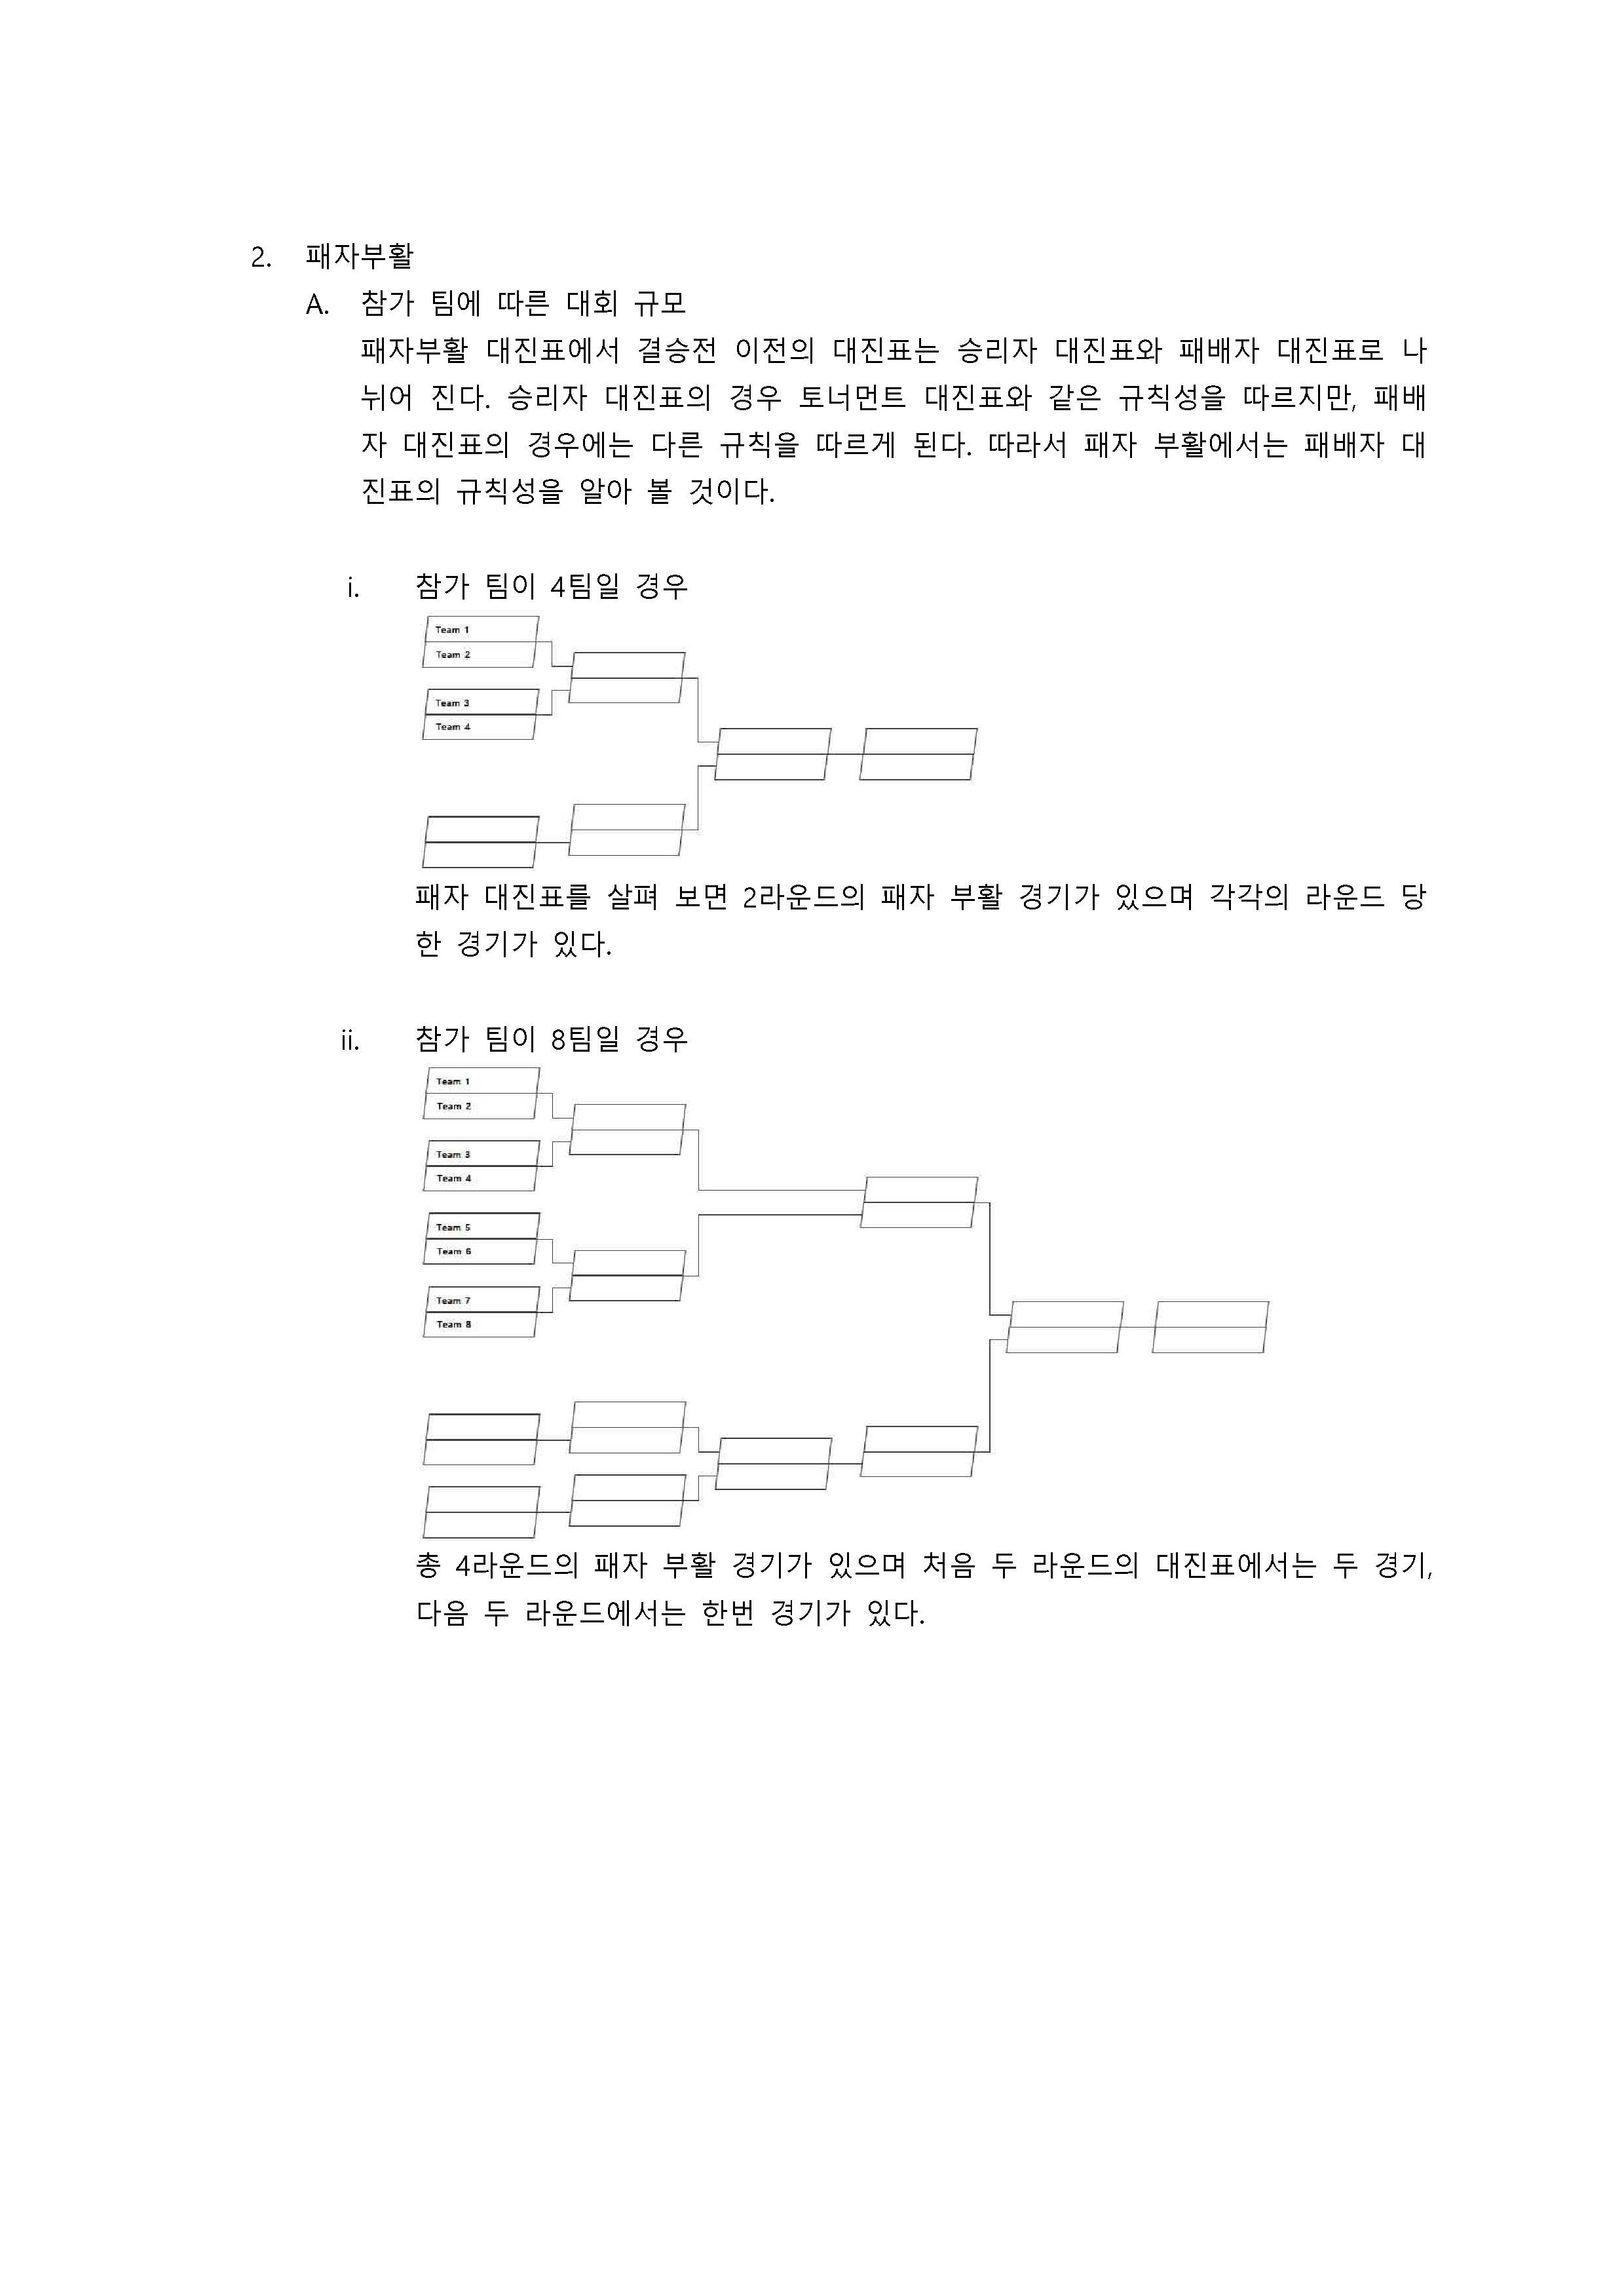 2. 패자부활
A. 참가 팀에 따른 대회 규모
패자부활 대진표에서 결승전 이전의 대진표는 승리자 대진표와 패배자 대진표로 나
뉘어 진다. 승리자 대진표의 경우 토너먼트 대진표와 같은 규칙성을 따르지만, 패배
자 대진표의 경우에는 다른 규칙을 따르게 된다. 따라서 패자 부활에서는 패배자 대
진표의 규칙성을 알아 볼 것이다.
i. 참가 팀이 4팀일 경우
Team 1
Team 2
Team 3
Team 4
패자 대진표를 살펴 보면 2라운드의 패자 부활 경기가 있으며 각각의 라운드 당
한 경기가 있다.
ii. 참가 팀이 8팀일 경우
Team 1
Team 2
Team 3
Team 4
Team 5
Team 6
Team 7
Team 8
총 4라운드의 패자 부활 경기가 있으며 처음 두 라운드의 대진표에서는 두 경기,
다음 두 라운드에서는 한번 경기가 있다.